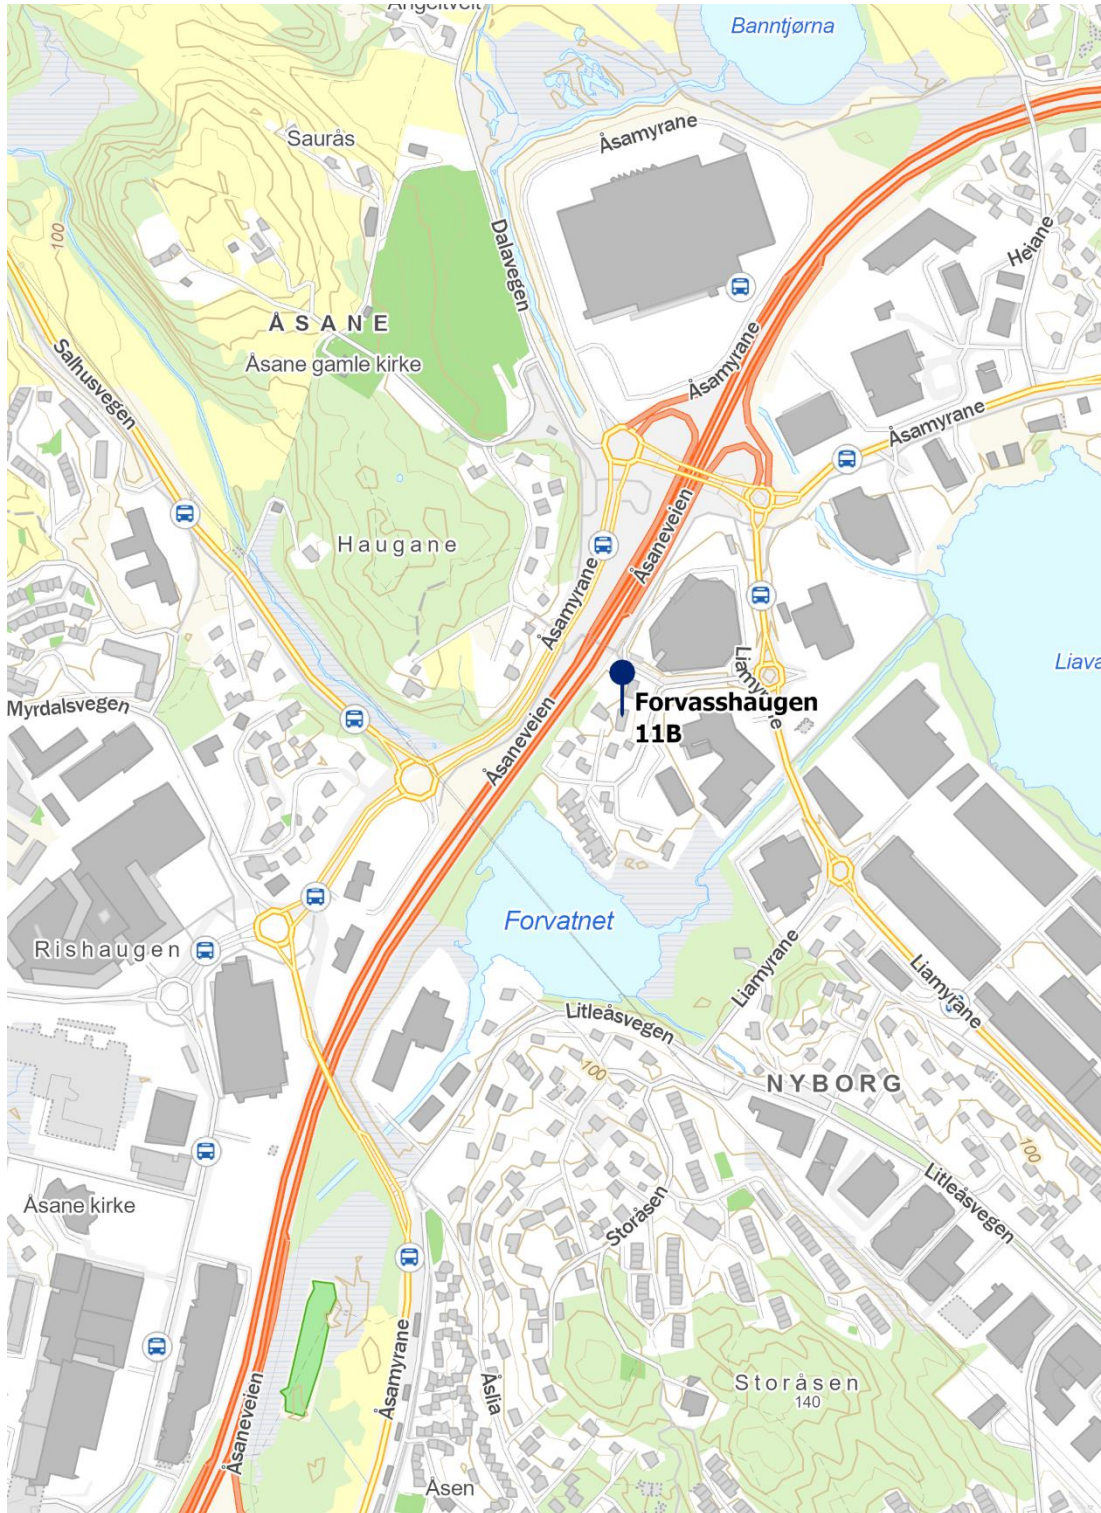 Angeltveit
Banntjørna
Åsamyrane
Saurås
100
Dalavegen
Heiane
ÅSANE
Åsane gamle kirke
Åsamyrane
Salhusvegen
Åsamyrane
Haugane
Åsaneveien
Åsamyrane
Liamyrane
Liava
Forvasshaugen
11B
Myrdalsvegen
Åsaneveien
Forvatnet
Rishaugen
Liamyrane
Liamyrane
Litleåsvegen
100
NYBORG
100
Litleåsvegen
Åsane kirke
Storåsen
Åsaneveien
Åsamyrane
Åslia
Storåsen
140
Åsen